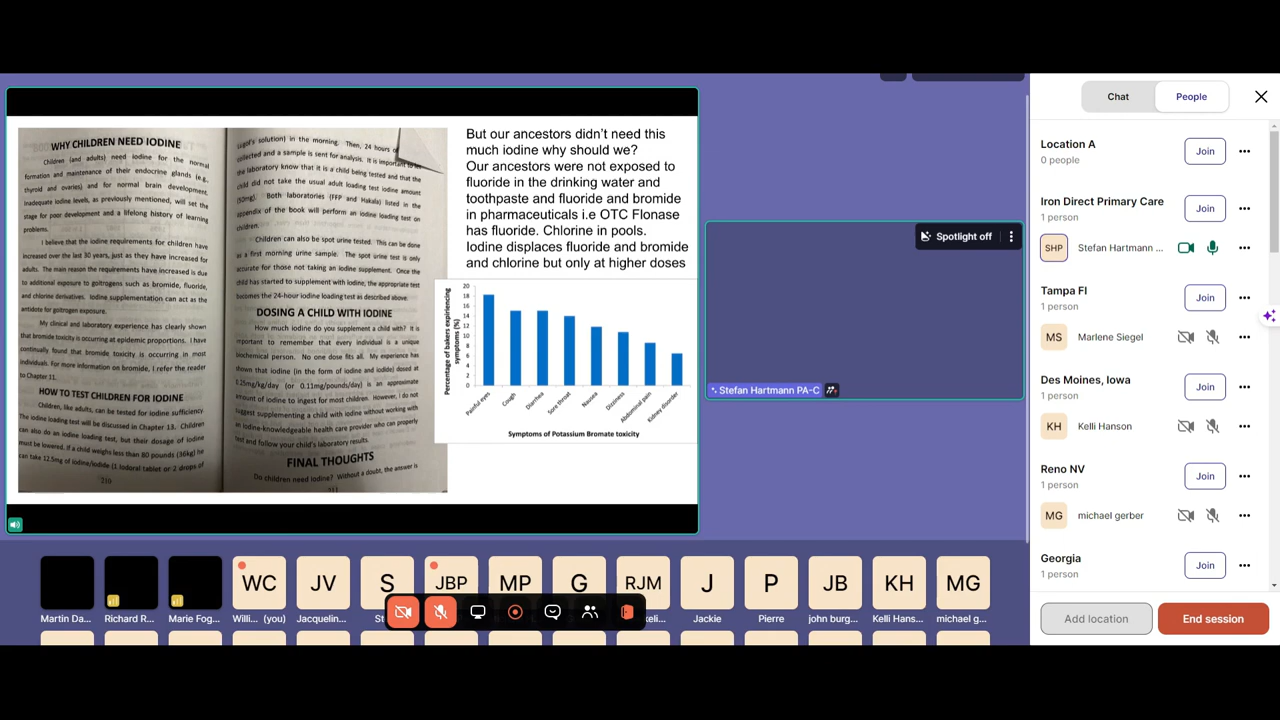 WHY CHILDREN NEED IODINE
Children (and adults) need iodine for the normal
formation and maintenance of their endocrine glands (e.g.,
thyroid and ovaries) and for normal brain development.
Inadequate iodine levels, as previously mentioned, will set the
stage for poor development and a lifelong history of learning
problems.
I believe that the iodine requirements for children have
increased over the last 30 years, just as they have increased for
adults. The main reason the requirements have increased is due
to additional exposure to goitrogens such as bromide, fluoride,
and chlorine derivatives. Iodine supplementation can act as the
antidote for goitrogen exposure.
My clinical and laboratory experience has clearly shown
that bromide toxicity is occurring at epidemic proportions. I have
continually found that bromide toxicity is occurring in most
individuals. For more information on bromide, I refer the reader
to Chapter 11.
HOW TO TEST CHILDREN FOR IODINE
Children, like adults, can be tested for iodine sufficiency.
The iodine loading test will be discussed in Chapter 13. Children
can also do an iodine loading test, but their dosage of iodine
must be lowered. If a child weighs less than 80 pounds (36kg) he
can take 12.5mg of iodine/iodide (1 Iodoral tablet or 2 drops of
210
Lugol's solution) in the morning. Then, 24 hours of
collected and a sample is sent for analysis. It is important to let
the laboratory know that it is a child being tested and that the
child did not take the usual adult loading test iodine amount
(50mg). Both laboratories (FFP and Hakala) listed in the
appendix of the book will perform an iodine loading test on
children.
Children can also be spot urine tested. This can be done
as a first morning urine sample. The spot urine test is only
accurate for those not taking an iodine supplement. Once the
child has started to supplement with iodine, the appropriate test
becomes the 24-hour iodine loading test as described above.
DOSING A CHILD WITH IODINE
How much iodine do you supplement a child with? It is
important to remember that every individual is a unique
biochemical person. No one dose fits all. My experience has
shown that iodine (in the form of iodine and iodide) dosed at
0.25mg/kg/day (or 0.11mg/pounds/day) is an approximate
amount of iodine to ingest for most children. However, I do not
suggest supplementing a child with iodine without working with
an iodine-knowledgeable health care provider who can properly
test and follow your child's laboratory results.
FINAL THOUGHTS
Do children need iodine? Without a doubt, the answer is
211
But our ancestors didn't need this
much iodine why should we?
Our ancestors were not exposed to
fluoride in the drinking water and
toothpaste and fluoride and bromide
in pharmaceuticals i.e OTC Flonase
has fluoride. Chlorine in pools.
Iodine displaces fluoride and bromide
and chlorine but only at higher doses
Percentage of bakers expiriencing
symptoms (%)
20
18
16
14
12
10
8
6
4
2
0
Painful eyes
Cough
Diarrhea
Sore throat
Nausea
Dizziness
Abdominal pain
Kidney disorder
Symptoms of Potassium Bromate toxicity
Spotlight off
Stefan Hartmann PA-C
Chat People
Location A
0 people
Join
Iron Direct Primary Care
1 person
Join
SHP Stefan Hartmann ...
Tampa Fl
1 person
Join
MS Marlene Siegel
Des Moines, Iowa
1 person
Join
KH Kelli Hanson
Reno NV
1 person
Join
MG michael gerber
Georgia
1 person
Join
Add location End session
WC JV S JBP MP G RJM J P JB KH MG
Martin Da... Richard R... Marie Fog... Willi... (you) Jacquelin... St keli... Jackie Pierre john burg... Kelli Hans... michael g...